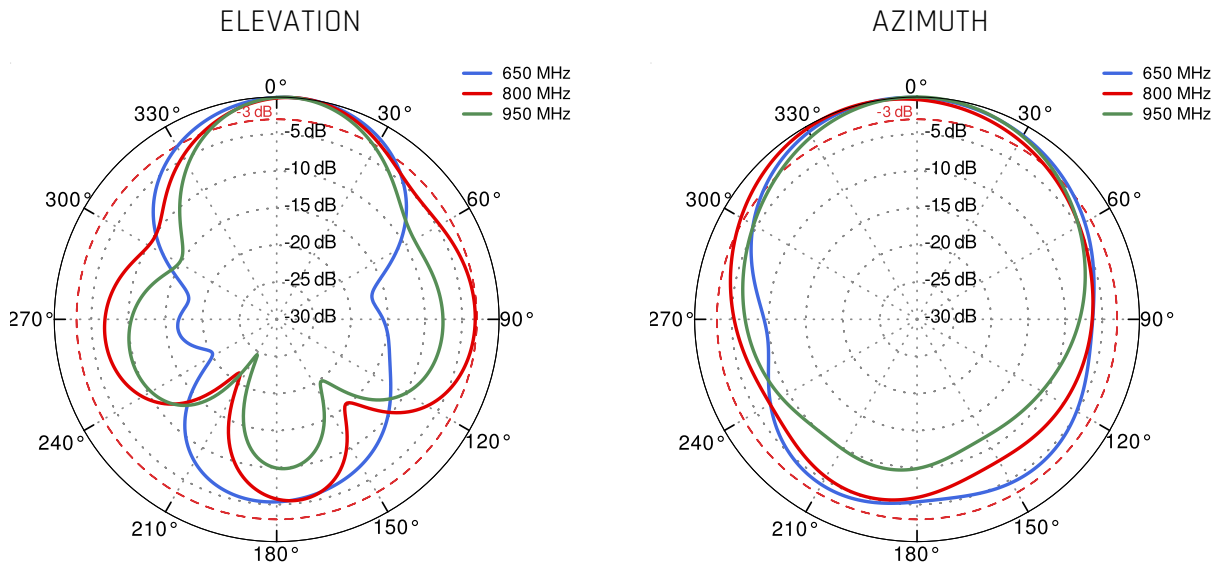 ELEVATION
650 MHz
800 MHz
950 MHz
0°
30°
60°
90°
120°
150°
180°
210°
240°
270°
300°
330°
-3 dB
-5 dB
-10 dB
-15 dB
-20 dB
-25 dB
-30 dB
AZIMUTH
650 MHz
800 MHz
950 MHz
0°
30°
60°
90°
120°
150°
180°
210°
240°
270°
300°
330°
-3 dB
-5 dB
-10 dB
-15 dB
-20 dB
-25 dB
-30 dB